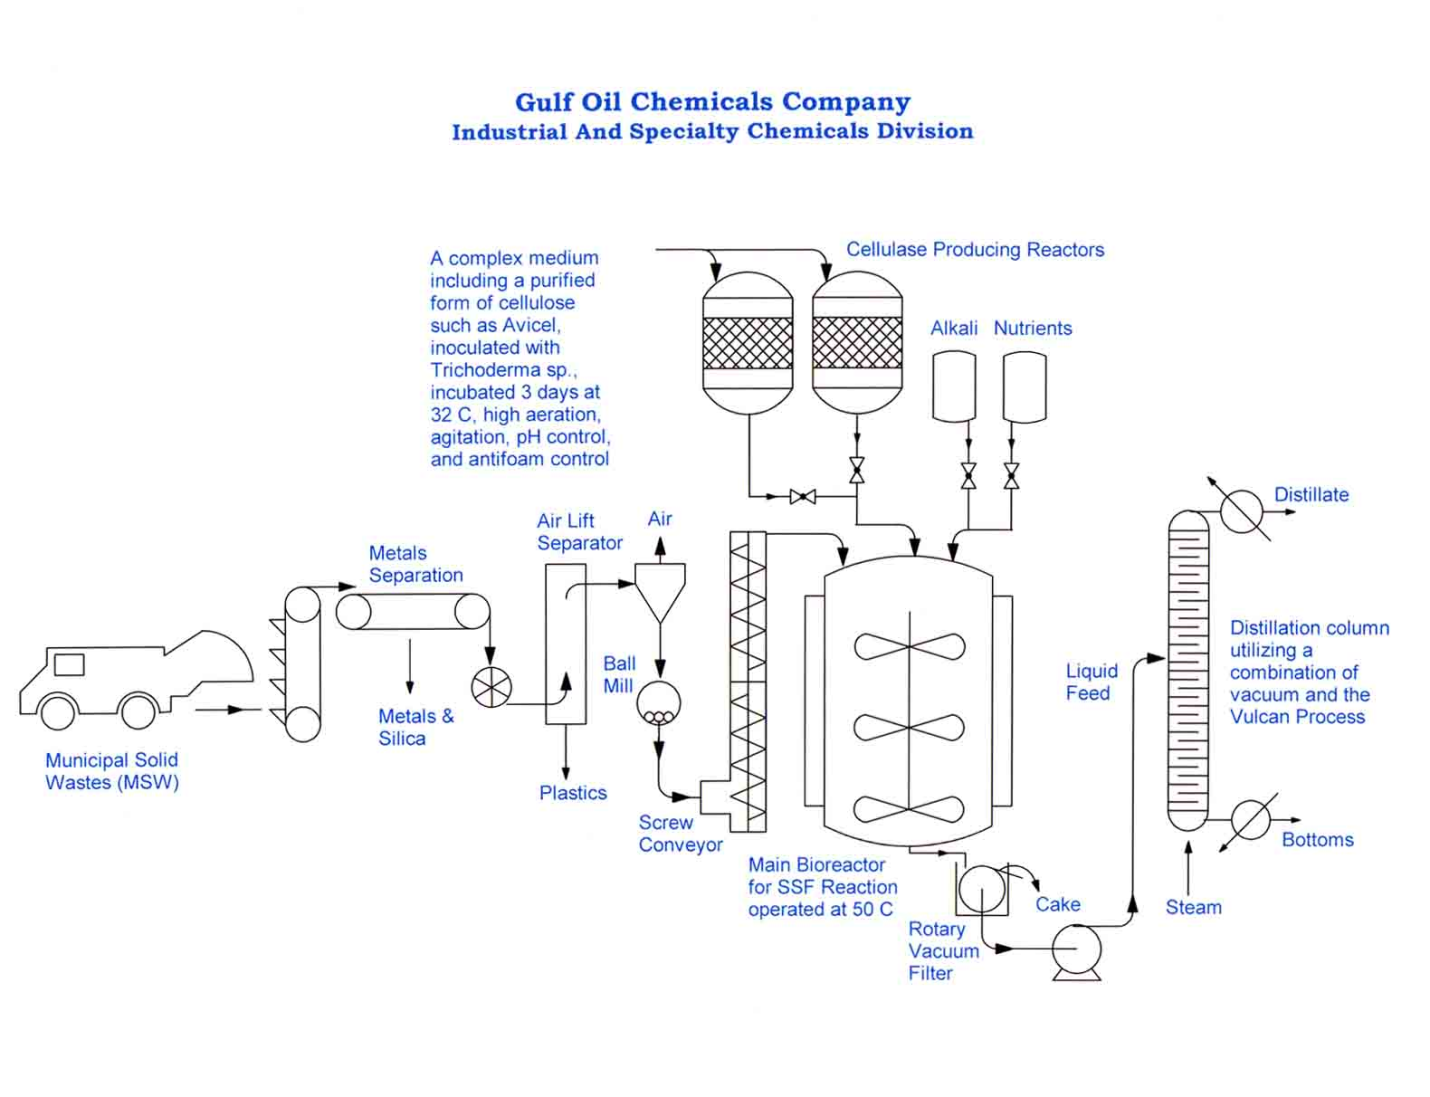 Gulf Oil Chemicals Company
Industrial And Specialty Chemicals Division
A complex medium
including a purified
form of cellulose
such as Avicel,
inoculated with
Trichoderma sp.,
incubated 3 days at
32 C, high aeration,
agitation, pH control,
and antifoam control
Cellulase Producing Reactors
Alkali
Nutrients
Municipal Solid
Wastes (MSW)
Metals
Separation
Metals &
Silica
Air Lift
Separator
Plastics
Air
Ball
Mill
Screw
Conveyor
Main Bioreactor
for SSF Reaction
operated at 50 C
Rotary
Vacuum
Filter
Cake
Liquid
Feed
Distillate
Distillation column
utilizing a
combination of
vacuum and the
Vulcan Process
Bottoms
Steam